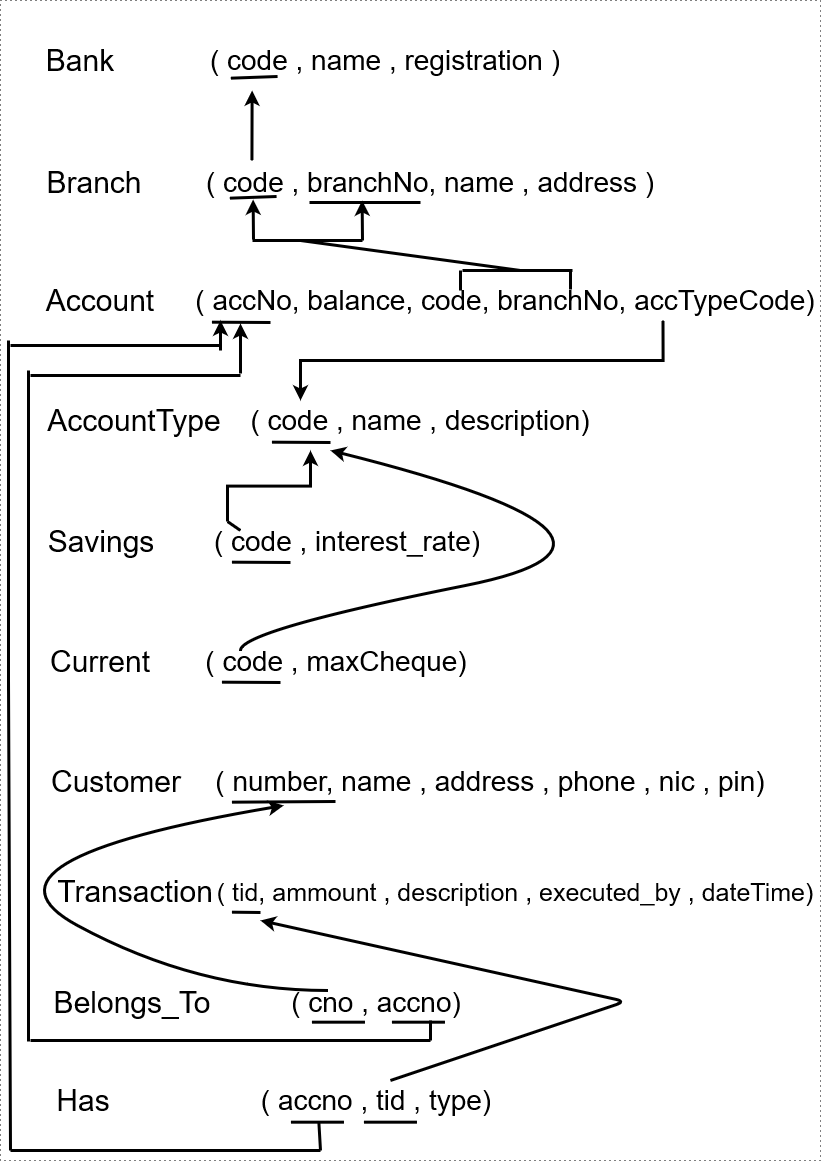 Bank ( code , name , registration )
Branch ( code , branchNo, name , address )
Account ( accNo, balance, code, branchNo, accTypeCode)
AccountType ( code , name , description)
Savings ( code , interest_rate)
Current ( code , maxCheque)
Customer ( number, name , address , phone , nic , pin)
Transaction ( tid, ammount , description , executed_by , dateTime)
Belongs_To ( cno , accno)
Has ( accno , tid , type)